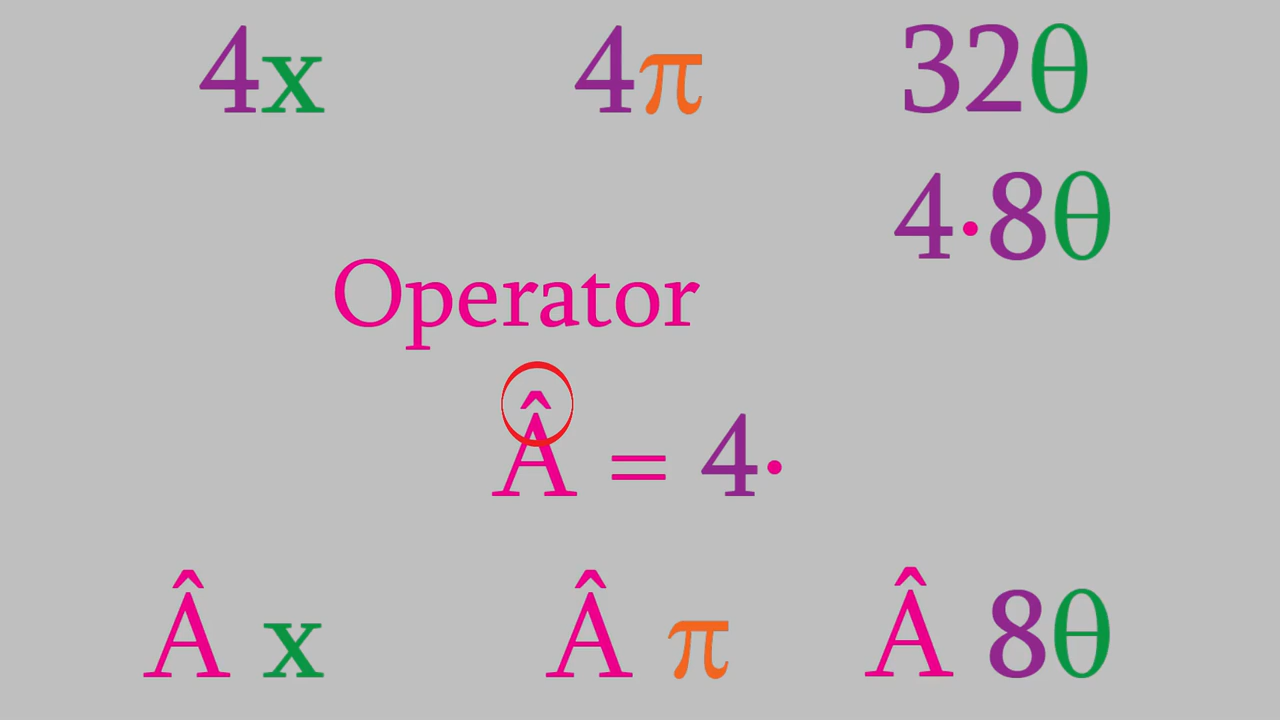 4x 4π 32θ
4·8θ
Operator
Â = 4·
Â x Â π Â 8θ